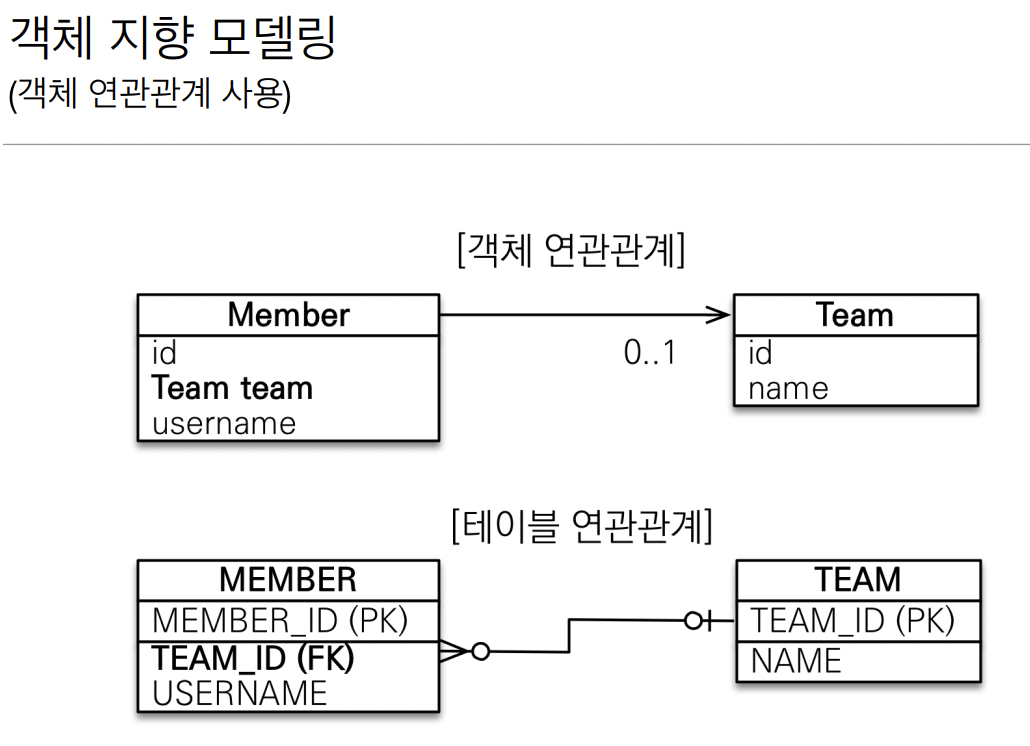 객체 지향 모델링
(객체 연관관계 사용)
[객체 연관관계]
Member
id
Team team
username
0..1
Team
id
name
[테이블 연관관계]
MEMBER
MEMBER_ID (PK)
TEAM_ID (FK)
USERNAME
TEAM
TEAM_ID (PK)
NAME